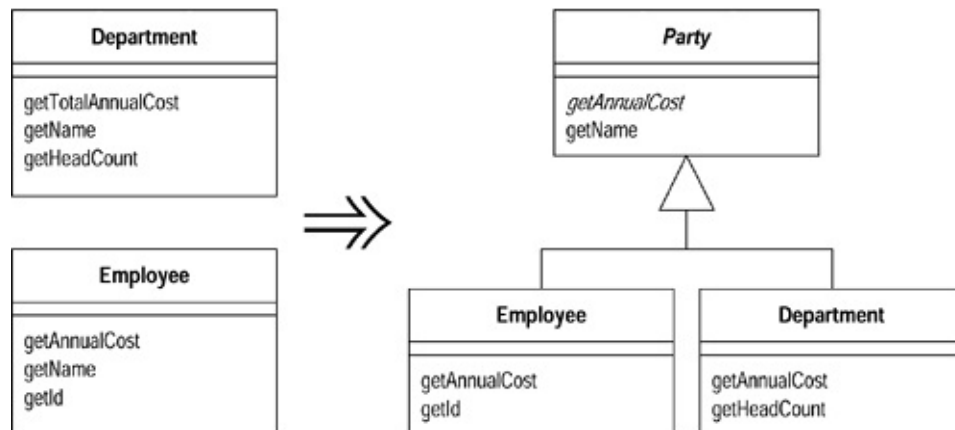 Department
getTotalAnnualCost
getName
getHeadCount
Employee
getAnnualCost
getName
getId
Party
getAnnualCost
getName
Employee
getAnnualCost
getId
Department
getAnnualCost
getHeadCount